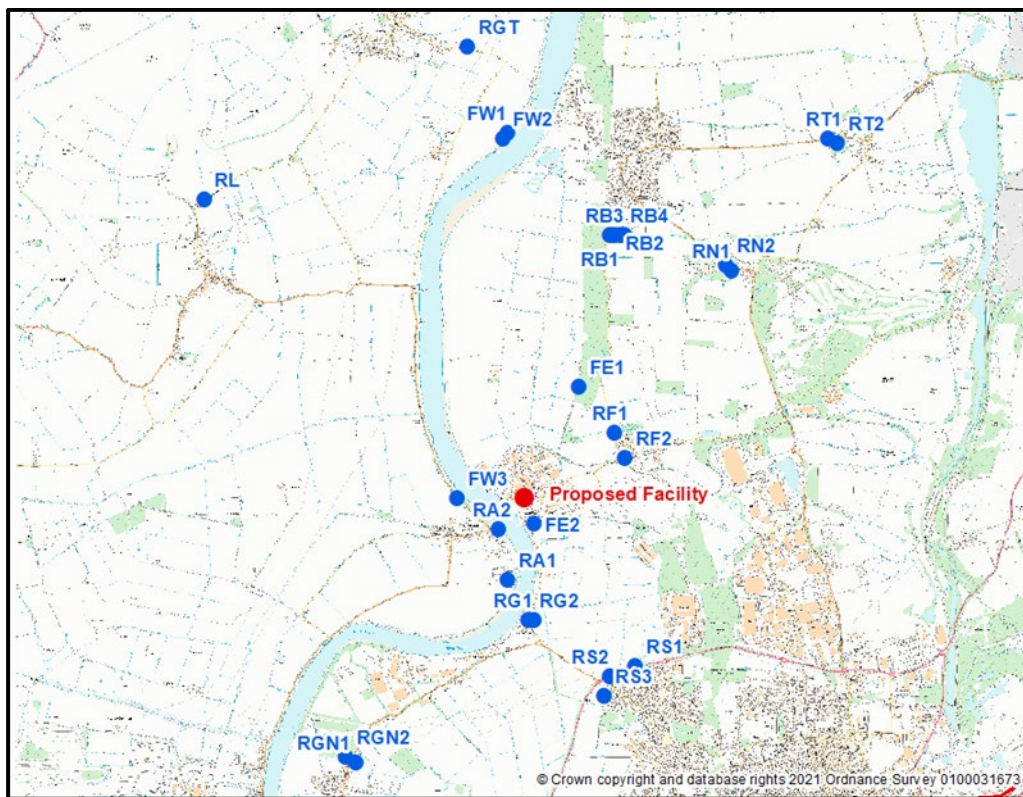 RGT
FW1
FW2
RT1
RT2
RL
RB3
RB4
RB2
RB1
RN1
RN2
FE1
RF1
RF2
FW3
Proposed Facility
RA2
FE2
RA1
RG1
RG2
RS1
RS2
RS3
RGN1
RGN2
© Crown copyright and database rights 2021 Ordnance Survey 0100031673